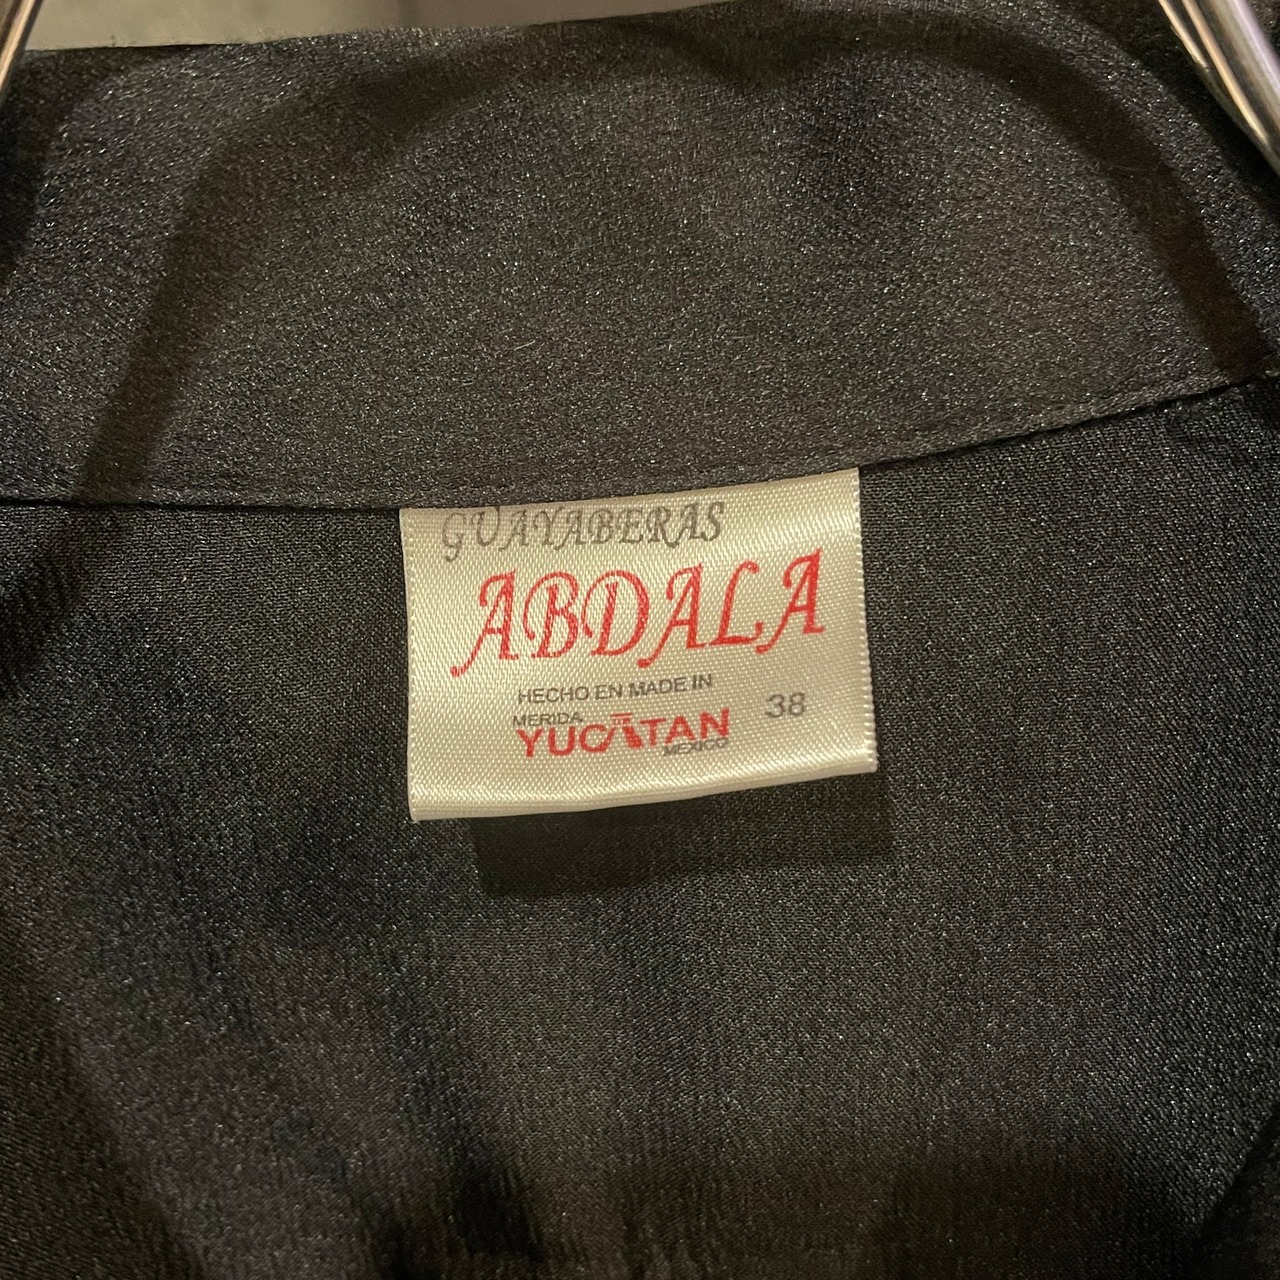 GUAYABERAS
ABDALA
HECHO EN MADE IN
MERIDA
YUCATAN
MEXICO
38